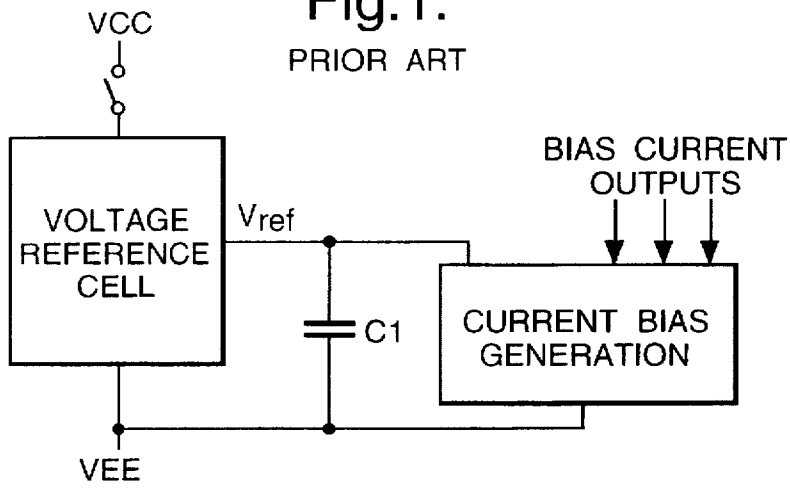 Fig.1.
PRIOR ART
VCC
VOLTAGE
REFERENCE
CELL
Vref
C1
BIAS CURRENT
OUTPUTS
CURRENT BIAS
GENERATION
VEE